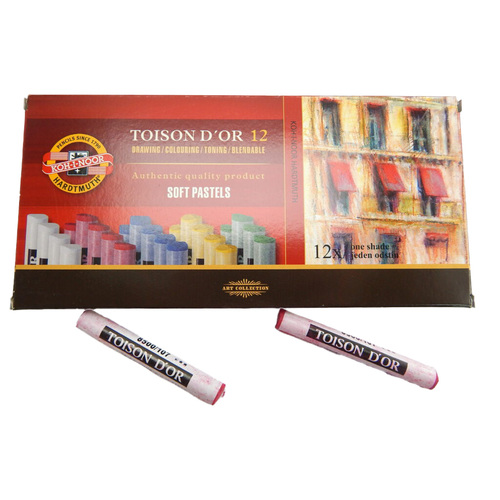 PENCILS SINCE 1790
KOH-I-NOOR
HARDTMUTH
TOISON D'OR 12
DRAWING / COLOURING / TONING / BLENDABLE
Authentic quality product
SOFT PASTELS
12x
one shade
jeden odstín
ART COLLECTION
TOISON D'OR
TOISON D'OR